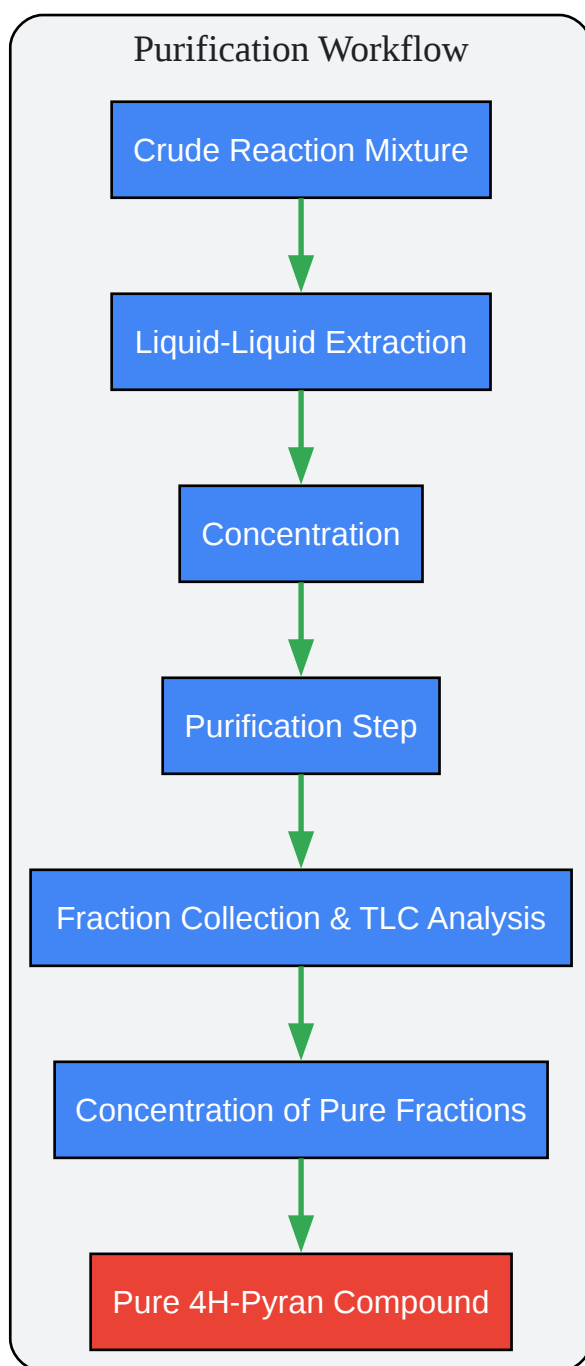 Purification Workflow
Crude Reaction Mixture
Liquid-Liquid Extraction
Concentration
Purification Step
Fraction Collection & TLC Analysis
Concentration of Pure Fractions
Pure 4H-Pyran Compound